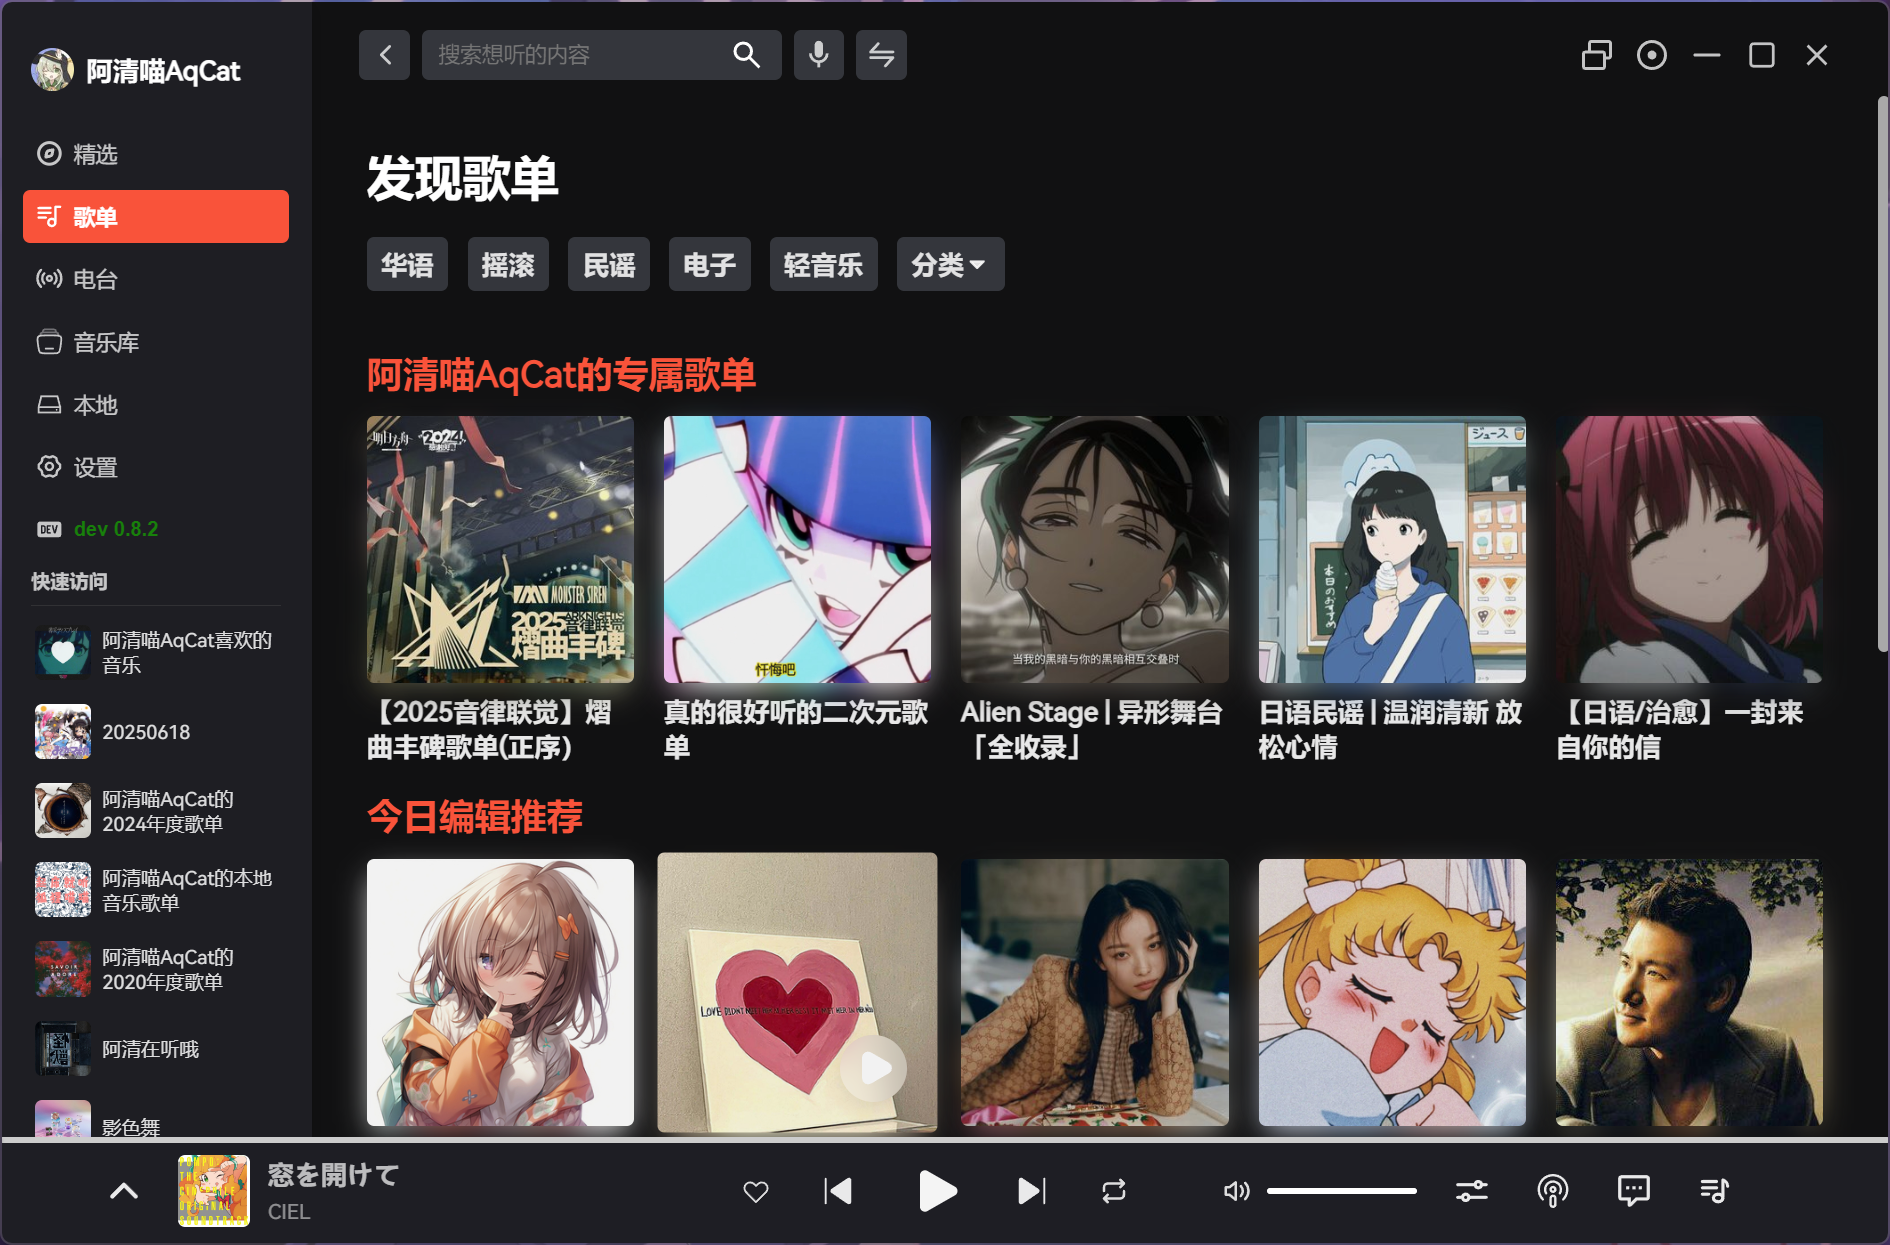 阿清喵AqCat
搜索想听的内容
精选
歌单
电台
音乐库
本地
设置
DEV
dev 0.8.2
快速访问
阿清喵AqCat喜欢的
音乐
20250618
阿清喵AqCat的
2024年度歌单
阿清喵AqCat的本地
音乐歌单
SAVOIR
ADORE
阿清喵AqCat的
2020年度歌单
阿清在听哦
影色舞
发现歌单
华语
摇滚
民谣
电子
轻音乐
分类
阿清喵AqCat的专属歌单
明日方舟
2024
MONSTER SIREN
2025
ARKNIGHTS
音律联觉
熠曲丰碑
【2025音律联觉】熠
曲丰碑歌单(正序)
忏悔吧
真的很好听的二次元歌
单
当我的黑暗与你的黑暗相互交叠时
Alien Stage | 异形舞台
「全收录」
ジュース
本日のおすすめ
日语民谣 | 温润清新 放
松心情
【日语/治愈】一封来
自你的信
今日编辑推荐
窓を開けて
CIEL